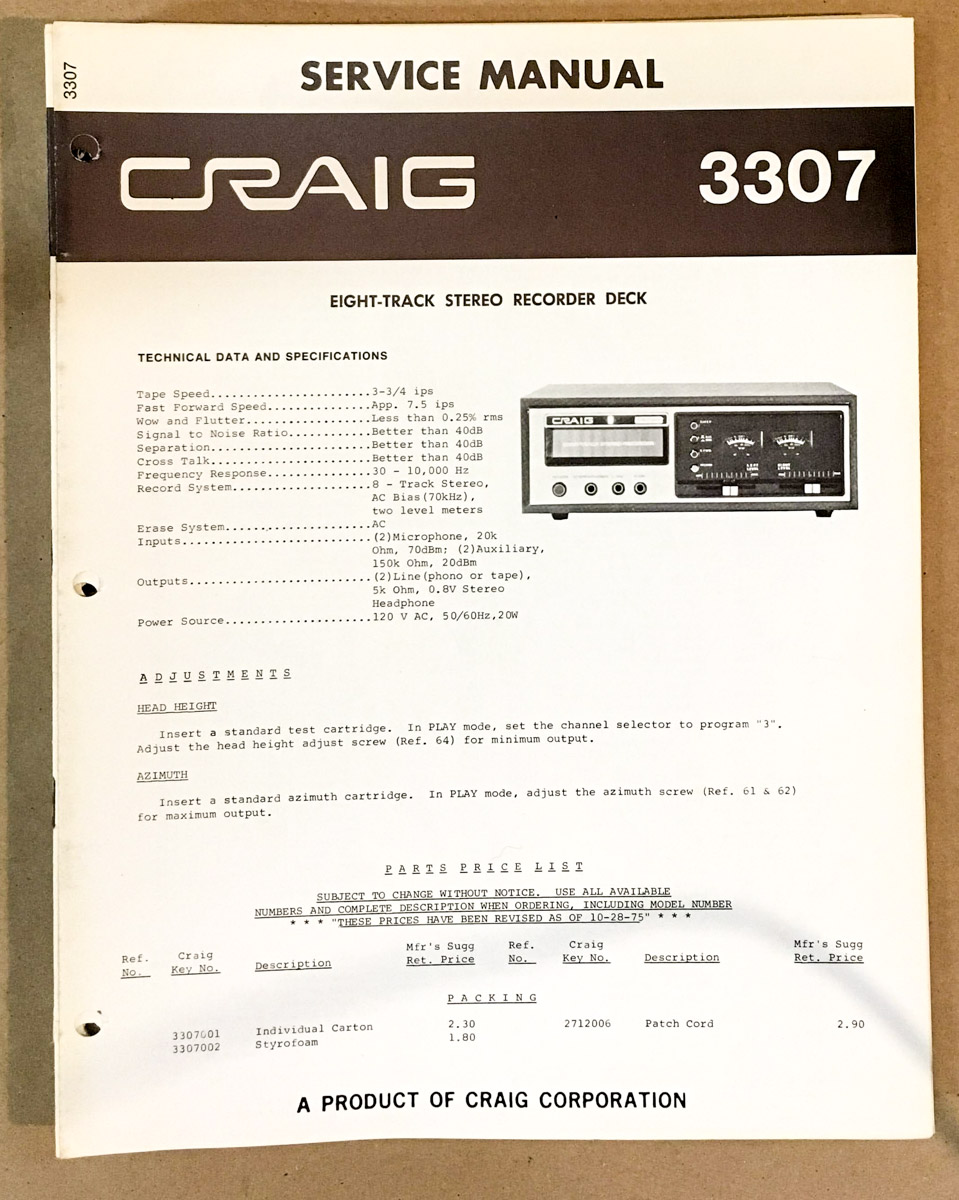 3307
SERVICE MANUAL
CRAIG 3307
EIGHT-TRACK STEREO RECORDER DECK
TECHNICAL DATA AND SPECIFICATIONS
Tape Speed.......................3-3/4 ips
Fast Forward Speed...............App. 7.5 ips
Wow and Flutter..................Less than 0.25% rms
Signal to Noise Ratio............Better than 40dB
Separation.......................Better than 40dB
Cross Talk.......................Better than 40dB
Frequency Response...............30 - 10,000 Hz
Record System....................8 - Track Stereo,
AC Bias(70kHz),
two level meters
Erase System.....................AC
Inputs...........................(2)Microphone, 20k
Ohm, 70dBm; (2)Auxiliary,
150k Ohm, 20dBm
Outputs..........................(2)Line(phono or tape),
5k Ohm, 0.8V Stereo
Headphone
Power Source.....................120 V AC, 50/60Hz,20W
CRAIG
ADJUSTMENTS
HEAD HEIGHT
Insert a standard test cartridge. In PLAY mode, set the channel selector to program "3".
Adjust the head height adjust screw (Ref. 64) for minimum output.
AZIMUTH
Insert a standard azimuth cartridge. In PLAY mode, adjust the azimuth screw (Ref. 61 & 62)
for maximum output.
PARTS PRICE LIST
SUBJECT TO CHANGE WITHOUT NOTICE. USE ALL AVAILABLE
NUMBERS AND COMPLETE DESCRIPTION WHEN ORDERING, INCLUDING MODEL NUMBER
* * * "THESE PRICES HAVE BEEN REVISED AS OF 10-28-75" * * *
Ref. Craig Mfr's Sugg Ref. Craig Mfr's Sugg
No. Key No. Description Ret. Price No. Key No. Description Ret. Price
PACKING
3307001 Individual Carton 2.30 2712006 Patch Cord 2.90
3307002 Styrofoam 1.80
A PRODUCT OF CRAIG CORPORATION